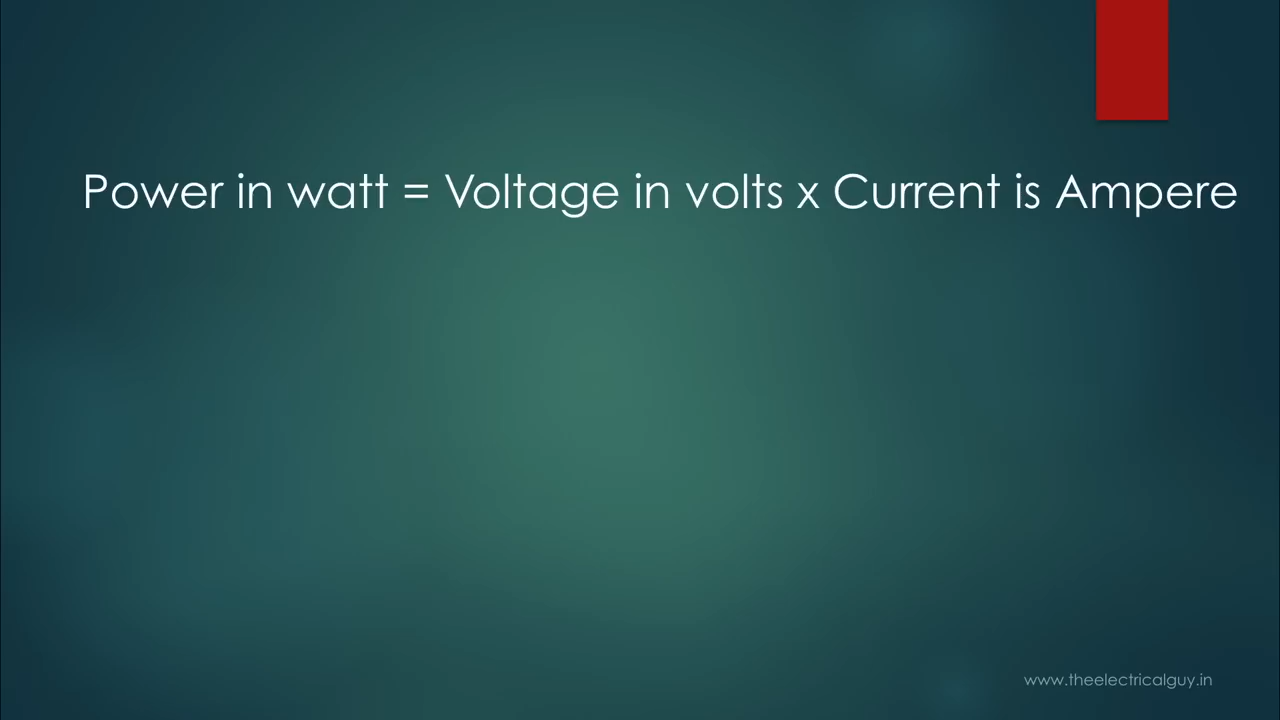 Power in watt = Voltage in volts x Current is Ampere
www.theelectricalguy.in